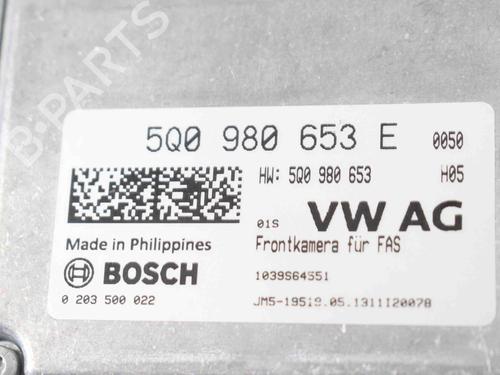 5Q0 980 653 E 0050
HW: 5Q0 980 653 H05
01S VW AG
Made in Philippines
Frontkamera für FAS
BOSCH
1039S64551
0 203 500 022
JM5-19519.05.1311120078
B-PARTS